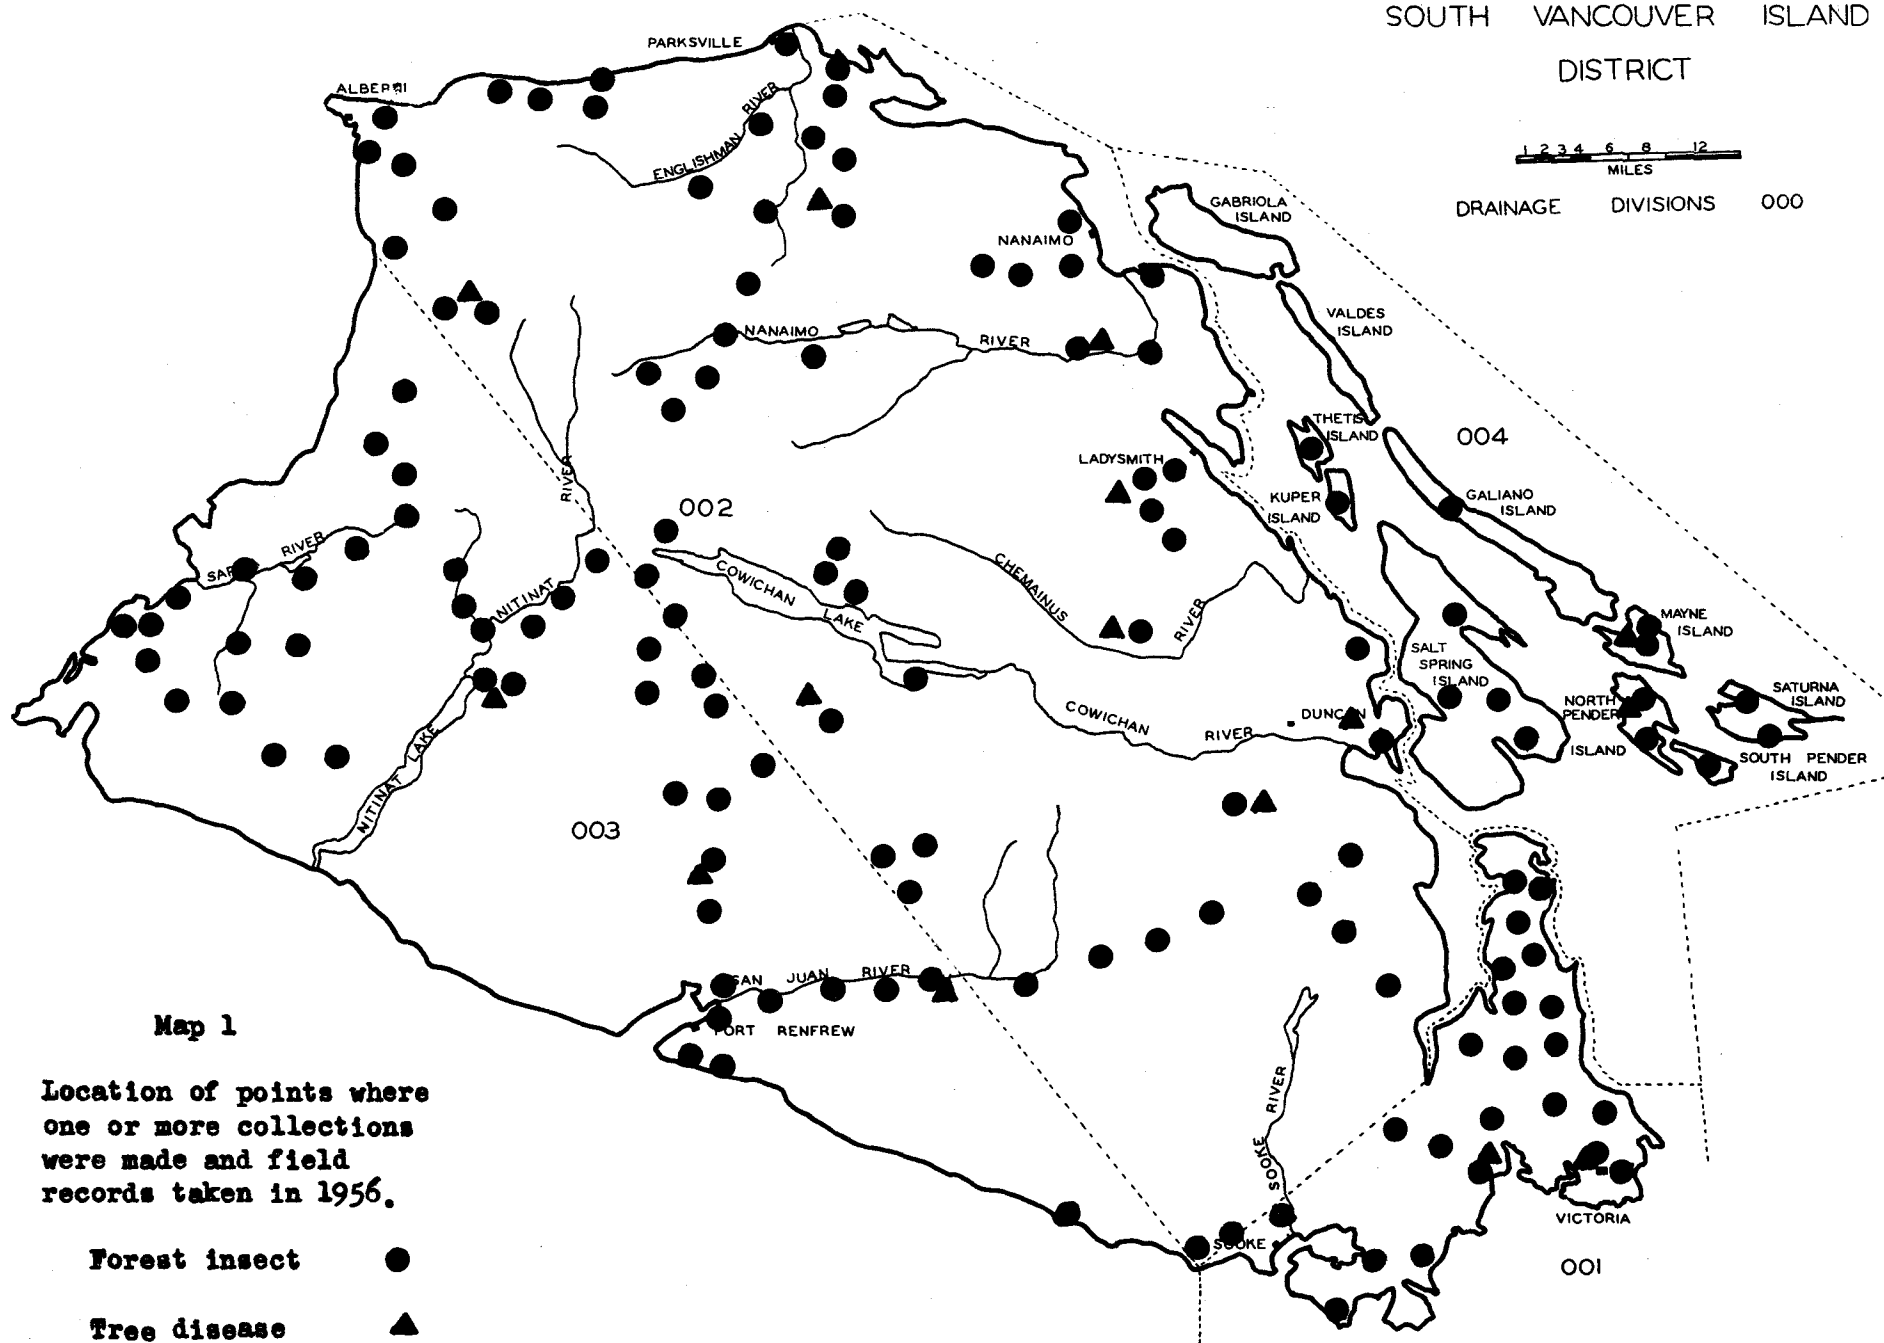 SOUTH VANCOUVER ISLAND
DISTRICT
1 2 3 4 6 8 12
MILES
DRAINAGE DIVISIONS 000
PARKSVILLE
ALBERNI
ENGLISHMAN RIVER
GABRIOLA
ISLAND
NANAIMO
VALDES
ISLAND
NANAIMO RIVER
THETIS
ISLAND
004
LADYSMITH
KUPER
ISLAND
GALIANO
ISLAND
RIVER
002
RIVER
COWICHAN LAKE
CHEMAINUS RIVER
NITINAT
MAYNE
ISLAND
SALT
SPRING
ISLAND
NORTH
PENDER
ISLAND
SATURNA
ISLAND
SOUTH PENDER
ISLAND
COWICHAN RIVER
DUNCAN
NITINAT LAKE
003
SAN JUAN RIVER
PORT RENFREW
SOOKE RIVER
SOOKE
VICTORIA
001
Map 1
Location of points where
one or more collections
were made and field
records taken in 1956.
Forest insect
Tree disease